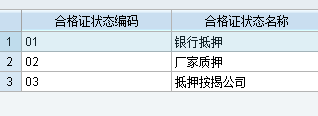 合格证状态编码 合格证状态名称
1 01 银行抵押
2 02 厂家质押
3 03 抵押按揭公司